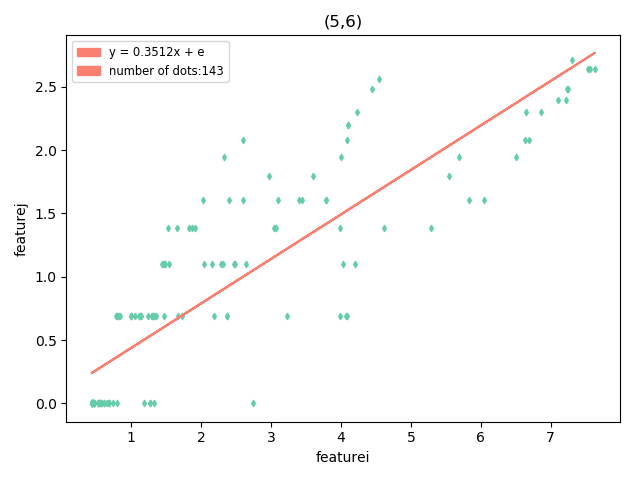 (5,6)
y = 0.3512x + e
number of dots:143
featurej
2.5
2.0
1.5
1.0
0.5
0.0
1 2 3 4 5 6 7
featurei